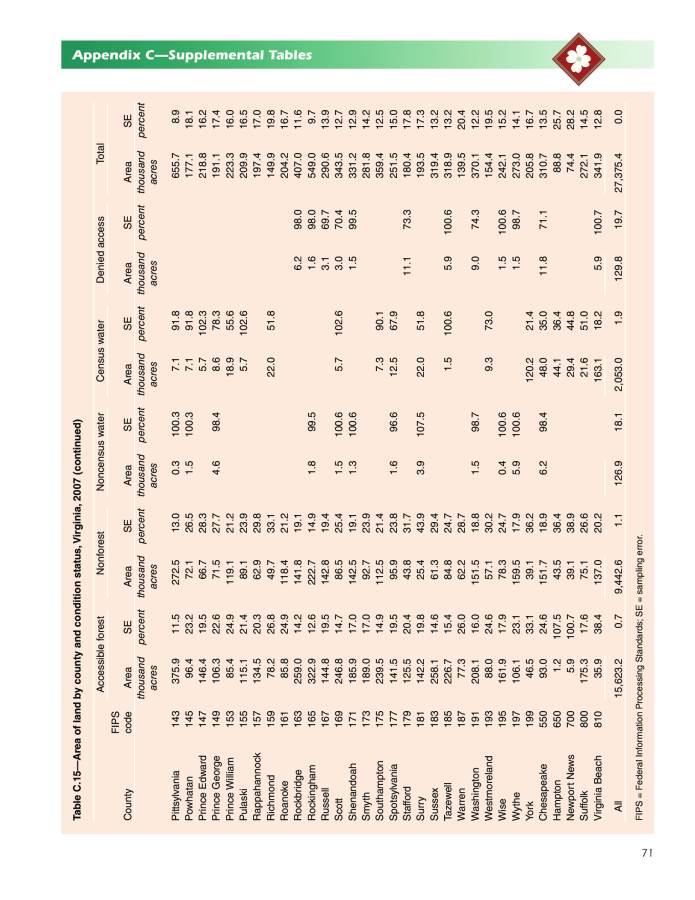 Appendix C—Supplemental Tables
Table C.15—Area of land by county and condition status, Virginia, 2007 (continued)
Accessible forest Nonforest Noncensus water Census water Denied access Total
County FIPS code Area SE Area SE Area SE Area SE Area SE Area SE
thousand acres percent thousand acres percent thousand acres percent thousand acres percent thousand acres percent thousand acres percent
Pittsylvania 143 375.9 11.5 272.5 13.0 0.3 100.3 7.1 91.8 655.7 8.9
Powhatan 145 96.4 23.2 72.1 26.5 1.5 100.3 7.1 91.8 177.1 18.1
Prince Edward 147 146.4 19.5 66.7 28.3 5.7 102.3 218.8 16.2
Prince George 149 106.3 22.6 71.5 27.7 4.6 98.4 8.6 78.3 191.1 17.4
Prince William 153 85.4 24.9 119.1 21.2 18.9 55.6 223.3 16.0
Pulaski 155 115.1 21.4 89.1 23.9 5.7 102.6 209.9 16.5
Rappahannock 157 134.5 20.3 62.9 29.8 197.4 17.0
Richmond 159 78.2 26.8 49.7 33.1 22.0 51.8 149.9 19.8
Roanoke 161 85.8 24.9 118.4 21.2 204.2 16.7
Rockbridge 163 259.0 14.2 141.8 19.1 6.2 98.0 407.0 11.6
Rockingham 165 322.9 12.6 222.7 14.9 1.8 99.5 1.6 98.0 549.0 9.7
Russell 167 144.8 19.5 142.8 19.4 3.1 69.7 290.6 13.9
Scott 169 246.8 14.7 86.5 25.4 1.5 100.6 5.7 102.6 3.0 70.4 343.5 12.7
Shenandoah 171 185.9 17.0 142.5 19.1 1.3 100.6 1.5 99.5 331.2 12.9
Smyth 173 189.0 17.0 92.7 23.9 281.8 14.2
Southampton 175 239.5 14.9 112.5 21.4 7.3 90.1 359.4 12.5
Spotsylvania 177 141.5 19.5 95.9 23.8 1.6 96.6 12.5 67.9 251.5 15.0
Stafford 179 125.5 20.4 43.8 31.7 11.1 73.3 180.4 17.8
Surry 181 142.2 19.8 25.4 43.9 3.9 107.5 22.0 51.8 193.5 17.3
Sussex 183 258.1 14.6 61.3 29.4 319.4 13.2
Tazewell 185 226.7 15.4 84.8 24.7 1.5 100.6 5.9 100.6 318.9 13.2
Warren 187 77.3 26.0 62.2 28.7 139.5 20.4
Washington 191 208.1 16.0 151.5 18.8 1.5 98.7 9.0 74.3 370.1 12.2
Westmoreland 193 88.0 24.6 57.1 30.2 9.3 73.0 154.4 19.5
Wise 195 161.9 17.9 78.3 24.7 0.4 100.6 1.5 100.6 242.1 15.2
Wythe 197 106.1 23.1 159.5 17.9 5.9 100.6 1.5 98.7 273.0 14.1
York 199 46.5 33.1 39.1 36.2 120.2 21.4 205.8 16.7
Chesapeake 550 93.0 24.6 151.7 18.9 6.2 98.4 48.0 35.0 11.8 71.1 310.7 13.5
Hampton 650 1.2 107.5 43.5 36.4 44.1 36.4 88.8 25.7
Newport News 700 5.9 100.7 39.1 38.9 29.4 44.8 74.4 28.2
Suffolk 800 175.3 17.6 75.1 26.6 21.6 51.0 272.1 14.5
Virginia Beach 810 35.9 38.4 137.0 20.2 163.1 18.2 5.9 100.7 341.9 12.8
All 15,623.2 0.7 9,442.6 1.1 126.9 18.1 2,053.0 1.9 129.8 19.7 27,375.4 0.0
FIPS = Federal Information Processing Standards; SE = sampling error.
71